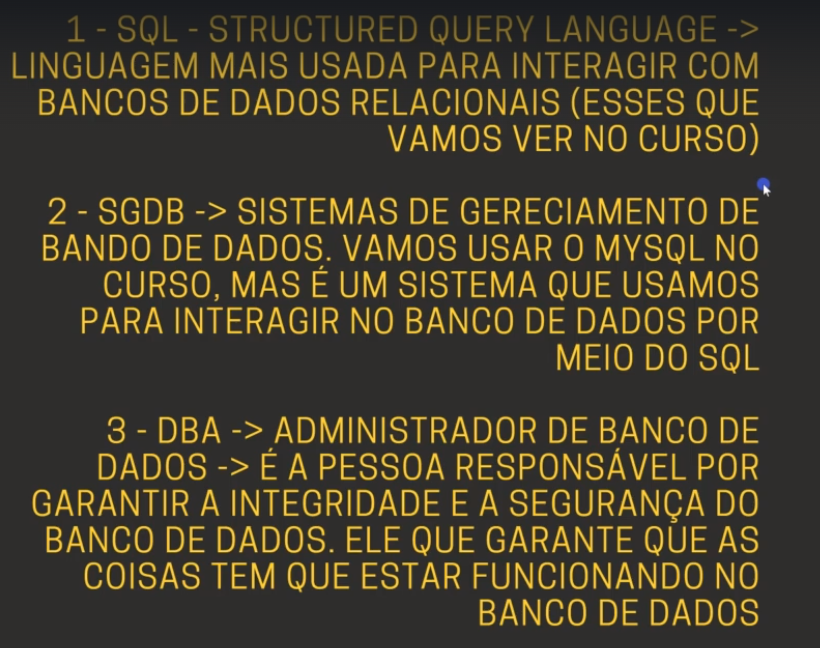 1 - SQL - STRUCTURED QUERY LANGUAGE ->
LINGUAGEM MAIS USADA PARA INTERAGIR COM
BANCOS DE DADOS RELACIONAIS (ESSES QUE
VAMOS VER NO CURSO)
2 - SGDB -> SISTEMAS DE GERECIAMENTO DE
BANDO DE DADOS. VAMOS USAR O MYSQL NO
CURSO, MAS É UM SISTEMA QUE USAMOS
PARA INTERAGIR NO BANCO DE DADOS POR
MEIO DO SQL
3 - DBA -> ADMINISTRADOR DE BANCO DE
DADOS -> É A PESSOA RESPONSÁVEL POR
GARANTIR A INTEGRIDADE E A SEGURANÇA DO
BANCO DE DADOS. ELE QUE GARANTE QUE AS
COISAS TEM QUE ESTAR FUNCIONANDO NO
BANCO DE DADOS